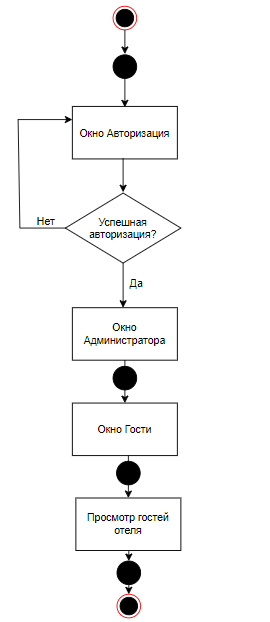 Окно Авторизация
Успешная
авторизация?
Нет
Да
Окно
Администратора
Окно Гости
Просмотр гостей
отеля